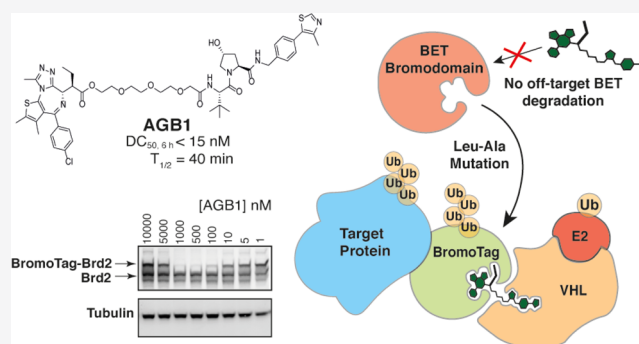 OH
O
N
N
H
S
N
N-N
N
S
N
O
O
O
O
O
O
N
H
O
Cl
AGB1
DC50, 6 h < 15 nM
T1/2 = 40 min
[AGB1] nM
10000
5000
1000
500
100
10
5
1
BromoTag-Brd2
Brd2
Tubulin
BET
Bromodomain
No off-target BET
degradation
Leu-Ala
Mutation
Ub
Ub
Ub
Ub
Ub
Ub
Ub
Ub
Ub
Target
Protein
BromoTag
E2
VHL